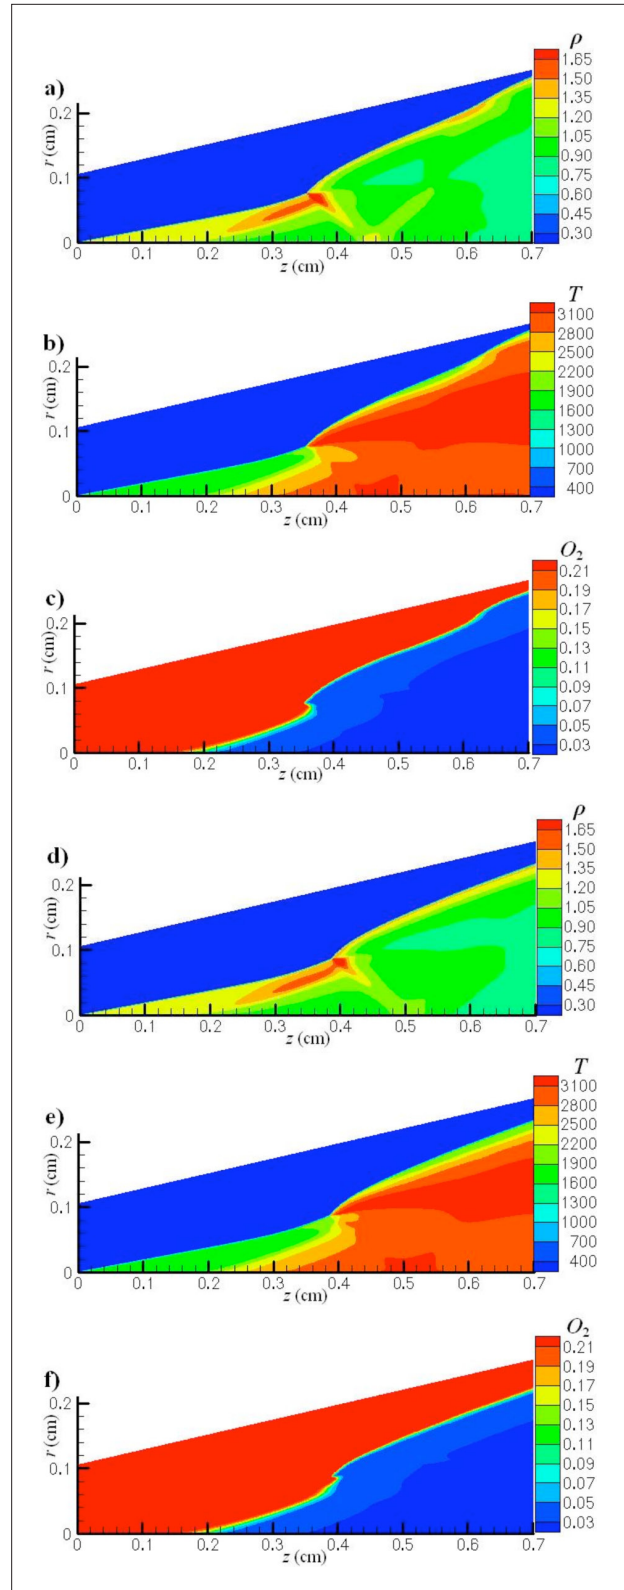 ρ
a)
1.65
1.50
1.35
1.20
1.05
0.90
0.75
0.60
0.45
0.30
r (cm)
0.2
0.1
0
0 0.1 0.2 0.3 0.4 0.5 0.6 0.7
z (cm)
T
b)
3100
2800
2500
2200
1900
1600
1300
1000
700
400
r (cm)
0.2
0.1
0
0 0.1 0.2 0.3 0.4 0.5 0.6 0.7
z (cm)
O2
c)
0.21
0.19
0.17
0.15
0.13
0.11
0.09
0.07
0.05
0.03
r (cm)
0.2
0.1
0
0 0.1 0.2 0.3 0.4 0.5 0.6 0.7
z (cm)
ρ
d)
1.65
1.50
1.35
1.20
1.05
0.90
0.75
0.60
0.45
0.30
r (cm)
0.2
0.1
0
0 0.1 0.2 0.3 0.4 0.5 0.6 0.7
z (cm)
T
e)
3100
2800
2500
2200
1900
1600
1300
1000
700
400
r (cm)
0.2
0.1
0
0 0.1 0.2 0.3 0.4 0.5 0.6 0.7
z (cm)
O2
f)
0.21
0.19
0.17
0.15
0.13
0.11
0.09
0.07
0.05
0.03
r (cm)
0.2
0.1
0
0 0.1 0.2 0.3 0.4 0.5 0.6 0.7
z (cm)